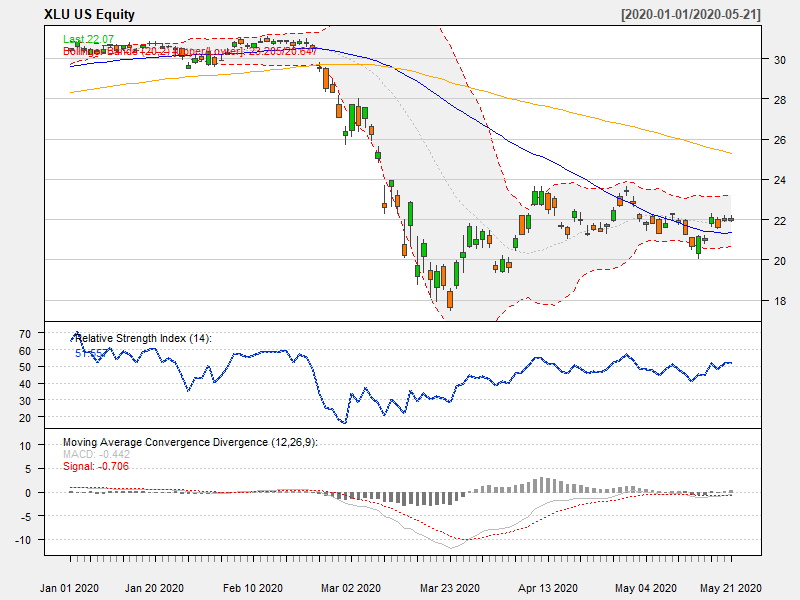 XLU US Equity [2020-01-01/2020-05-21]
Last 22.07
Bollinger Bands (20,2) [Upper/Lower]: 23.205/20.647
30
28
26
24
22
20
18
Relative Strength Index (14):
51.557
70
60
50
40
30
20
Moving Average Convergence Divergence (12,26,9):
MACD: -0.442
Signal: -0.706
10
5
0
-5
-10
Jan 01 2020 Jan 20 2020 Feb 10 2020 Mar 02 2020 Mar 23 2020 Apr 13 2020 May 04 2020 May 21 2020